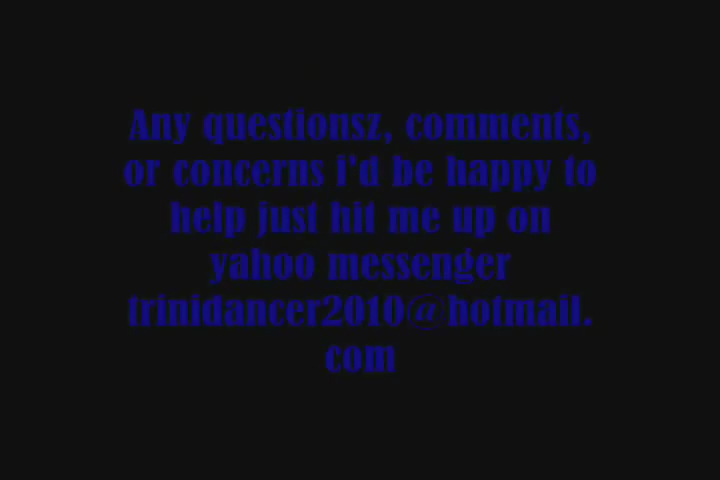 Any questionsz, comments,
or concerns i'd be happy to
help just hit me up on
yahoo messenger
trinidancer2010@hotmail.
com